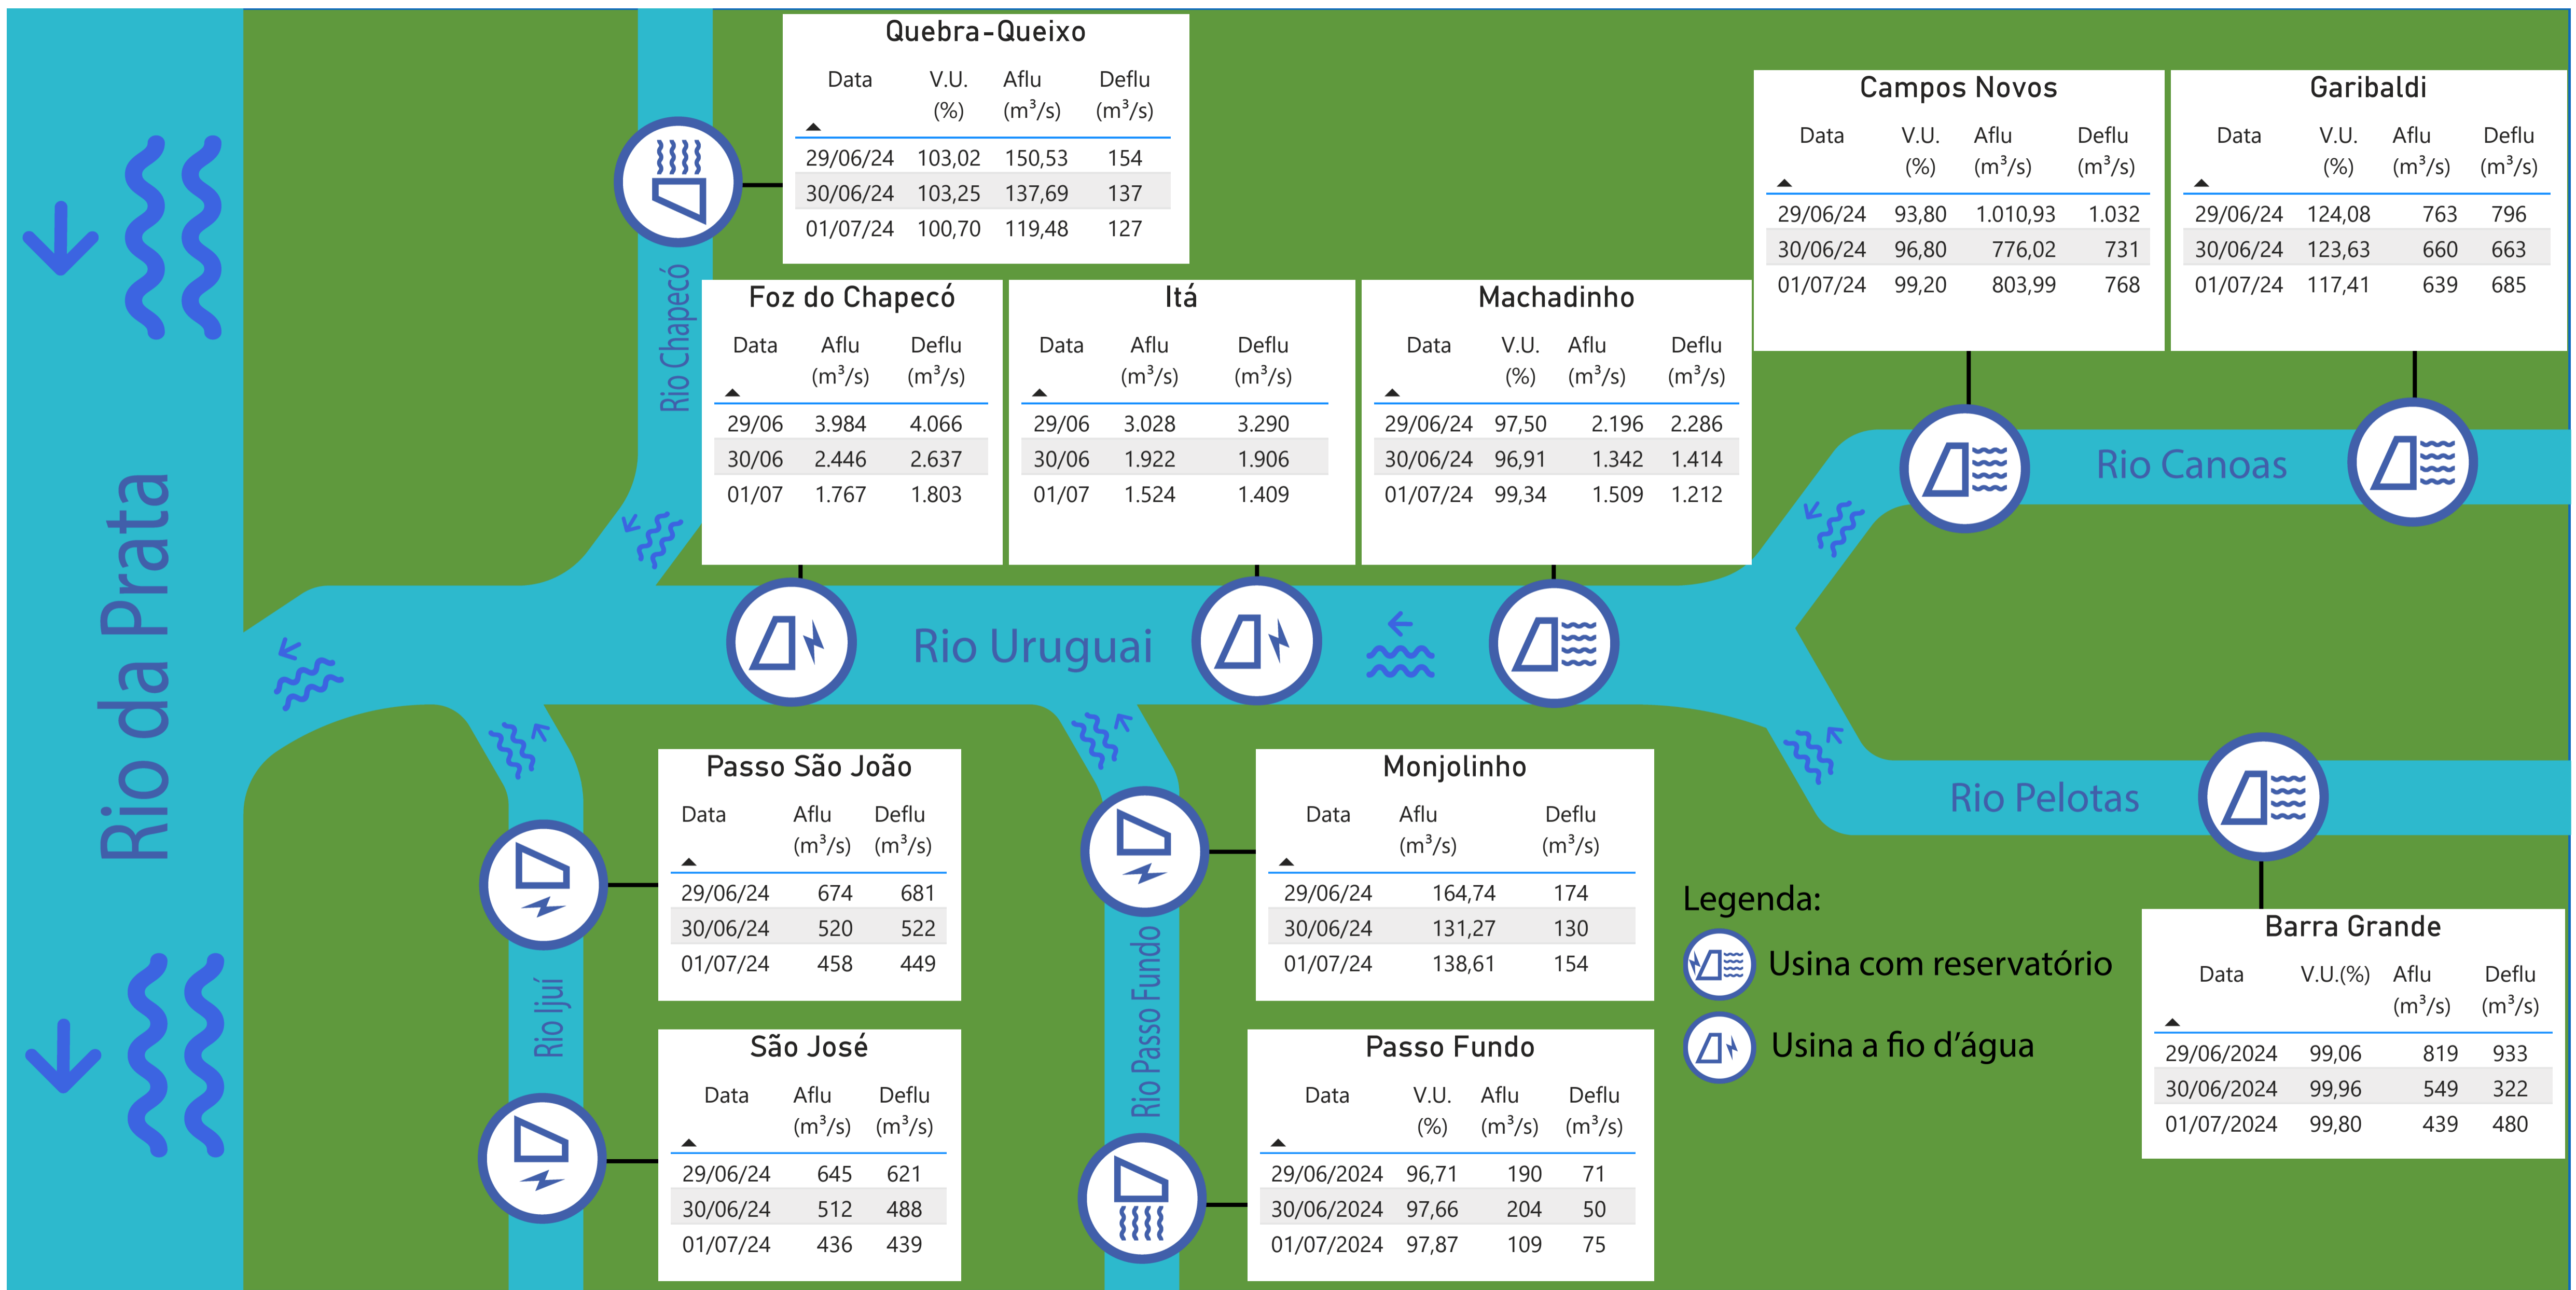 Quebra-Queixo
Data V.U. (%) Aflu (m³/s) Deflu (m³/s)
29/06/24 103,02 150,53 154
30/06/24 103,25 137,69 137
01/07/24 100,70 119,48 127
Campos Novos
Data V.U. (%) Aflu (m³/s) Deflu (m³/s)
29/06/24 93,80 1.010,93 1.032
30/06/24 96,80 776,02 731
01/07/24 99,20 803,99 768
Garibaldi
Data V.U. (%) Aflu (m³/s) Deflu (m³/s)
29/06/24 124,08 763 796
30/06/24 123,63 660 663
01/07/24 117,41 639 685
Rio Chapecó
Foz do Chapecó
Data Aflu (m³/s) Deflu (m³/s)
29/06 3.984 4.066
30/06 2.446 2.637
01/07 1.767 1.803
Itá
Data Aflu (m³/s) Deflu (m³/s)
29/06 3.028 3.290
30/06 1.922 1.906
01/07 1.524 1.409
Machadinho
Data V.U. (%) Aflu (m³/s) Deflu (m³/s)
29/06/24 97,50 2.196 2.286
30/06/24 96,91 1.342 1.414
01/07/24 99,34 1.509 1.212
Rio Canoas
Rio da Prata
Rio Uruguai
Rio Pelotas
Passo São João
Data Aflu (m³/s) Deflu (m³/s)
29/06/24 674 681
30/06/24 520 522
01/07/24 458 449
Monjolinho
Data Aflu (m³/s) Deflu (m³/s)
29/06/24 164,74 174
30/06/24 131,27 130
01/07/24 138,61 154
Rio Ijuí
Rio Passo Fundo
Legenda:
Usina com reservatório
Usina a fio d’água
Barra Grande
Data V.U.(%) Aflu (m³/s) Deflu (m³/s)
29/06/2024 99,06 819 933
30/06/2024 99,96 549 322
01/07/2024 99,80 439 480
São José
Data Aflu (m³/s) Deflu (m³/s)
29/06/24 645 621
30/06/24 512 488
01/07/24 436 439
Passo Fundo
Data V.U. (%) Aflu (m³/s) Deflu (m³/s)
29/06/2024 96,71 190 71
30/06/2024 97,66 204 50
01/07/2024 97,87 109 75